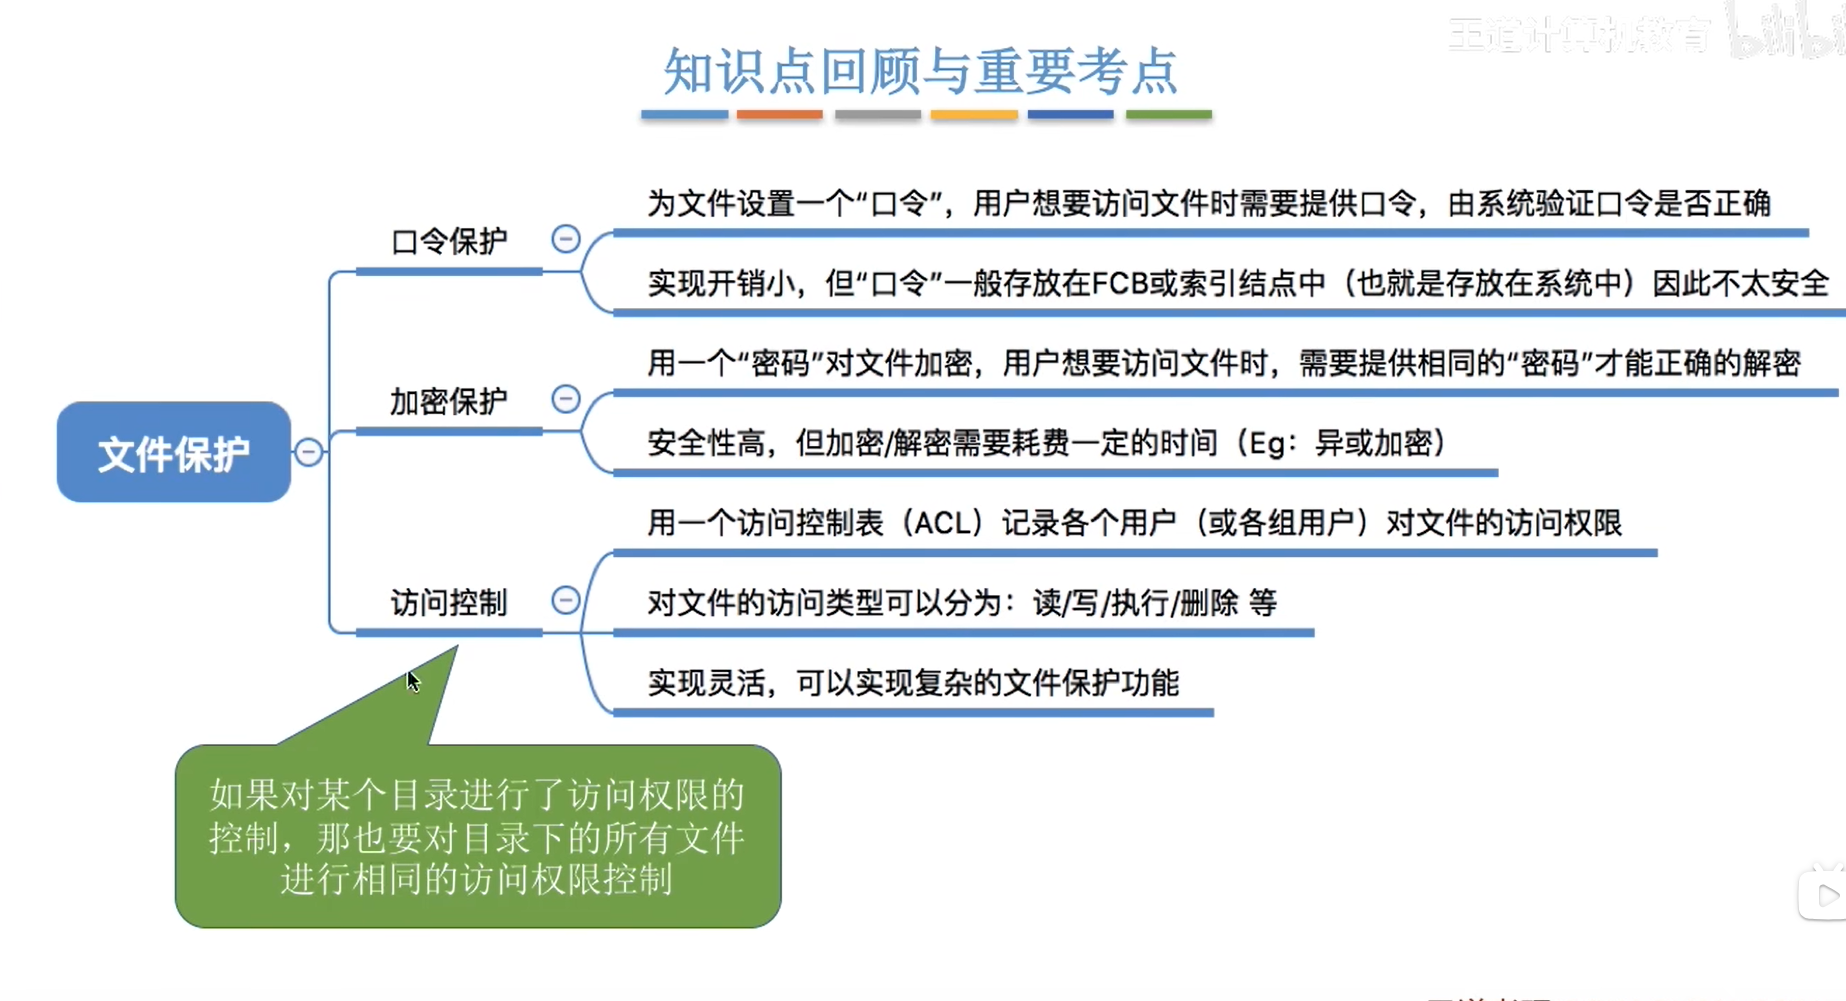 王道计算机教育 bilibili
知识点回顾与重要考点
为文件设置一个“口令”，用户想要访问文件时需要提供口令，由系统验证口令是否正确
口令保护
实现开销小，但“口令”一般存放在FCB或索引结点中（也就是存放在系统中）因此不太安全
用一个“密码”对文件加密，用户想要访问文件时，需要提供相同的“密码”才能正确的解密
加密保护
安全性高，但加密/解密需要耗费一定的时间（Eg：异或加密）
文件保护
用一个访问控制表（ACL）记录各个用户（或各组用户）对文件的访问权限
访问控制
对文件的访问类型可以分为：读/写/执行/删除 等
实现灵活，可以实现复杂的文件保护功能
如果对某个目录进行了访问权限的
控制，那也要对目录下的所有文件
进行相同的访问权限控制